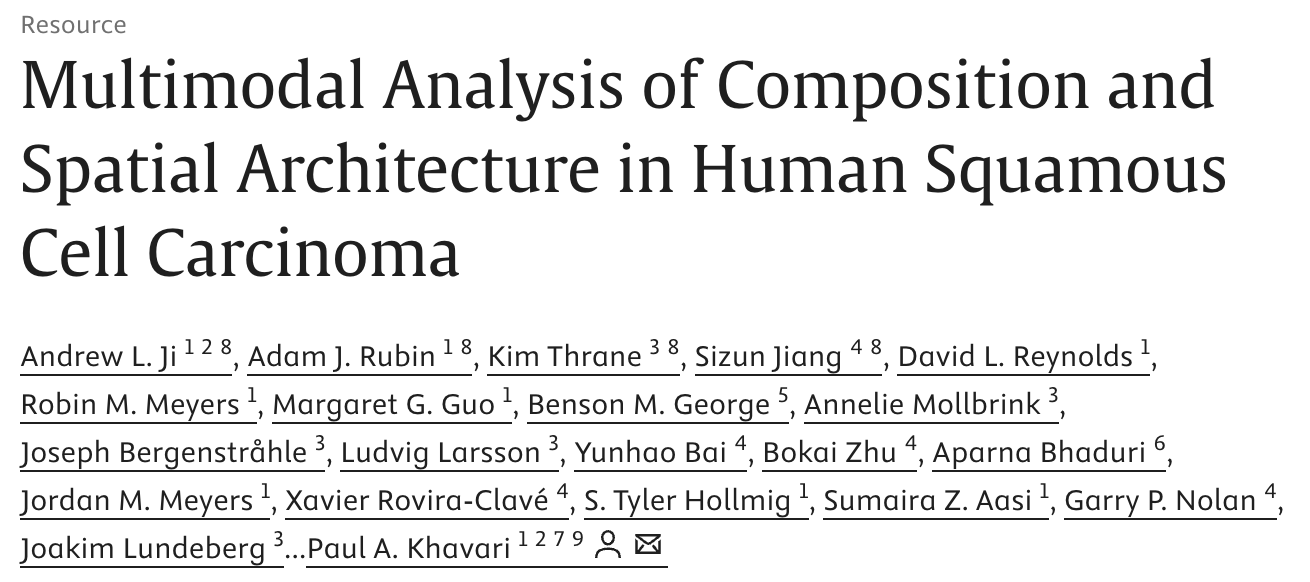 Resource
Multimodal Analysis of Composition and
Spatial Architecture in Human Squamous
Cell Carcinoma
Andrew L. Ji 1 2 8, Adam J. Rubin 1 8, Kim Thrane 3 8, Sizun Jiang 4 8, David L. Reynolds 1,
Robin M. Meyers 1, Margaret G. Guo 1, Benson M. George 5, Annelie Mollbrink 3,
Joseph Bergenstråhle 3, Ludvig Larsson 3, Yunhao Bai 4, Bokai Zhu 4, Aparna Bhaduri 6,
Jordan M. Meyers 1, Xavier Rovira-Clavé 4, S. Tyler Hollmig 1, Sumaira Z. Aasi 1, Garry P. Nolan 4,
Joakim Lundeberg 3...Paul A. Khavari 1 2 7 9